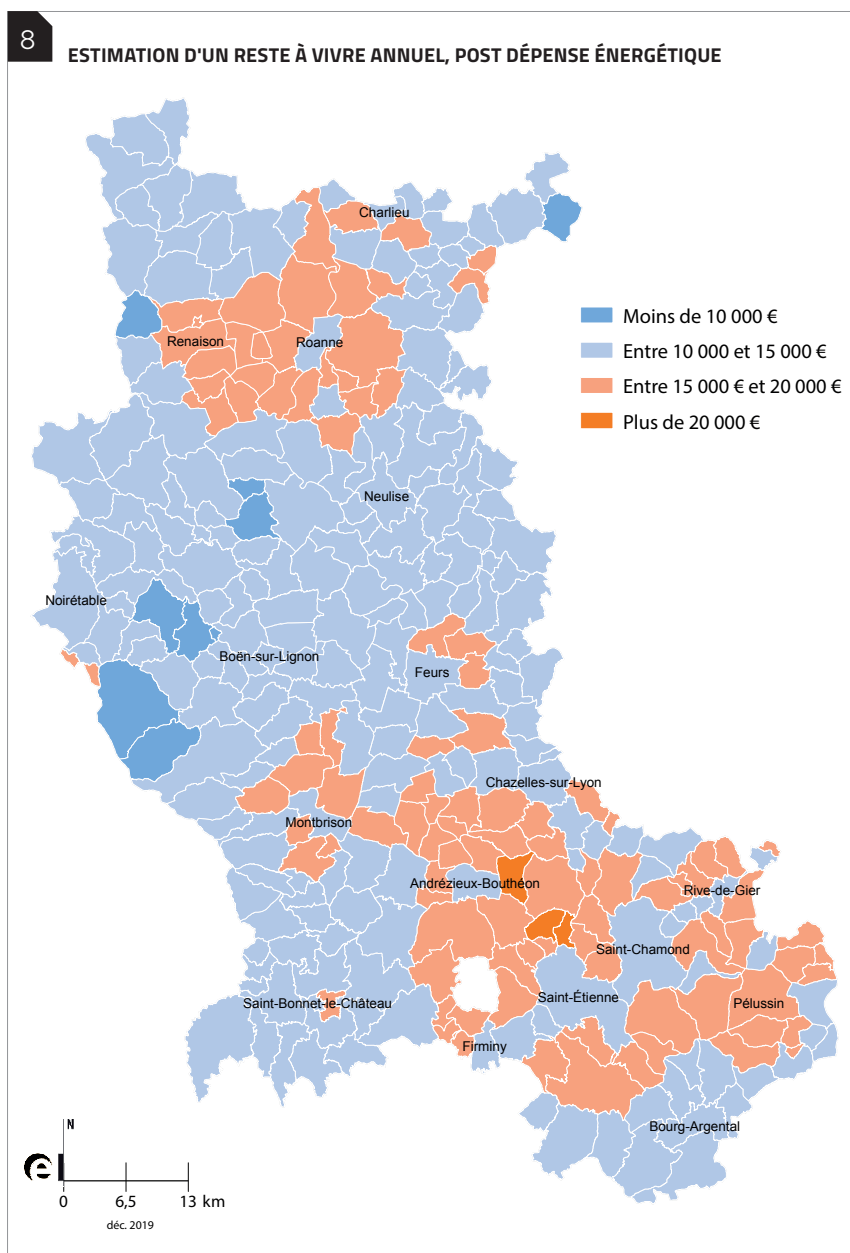 8
ESTIMATION D'UN RESTE À VIVRE ANNUEL, POST DÉPENSE ÉNERGÉTIQUE
Charlieu
Moins de 10 000 €
Renaison
Roanne
Entre 10 000 et 15 000 €
Entre 15 000 € et 20 000 €
Plus de 20 000 €
Neulise
Noirétable
Boën-sur-Lignon
Feurs
Chazelles-sur-Lyon
Montbrison
Andrézieux-Bouthéon
Rive-de-Gier
Saint-Chamond
Saint-Bonnet-le-Château
Saint-Étienne
Pélussin
Firminy
Bourg-Argental
N
0 6,5 13 km
déc. 2019